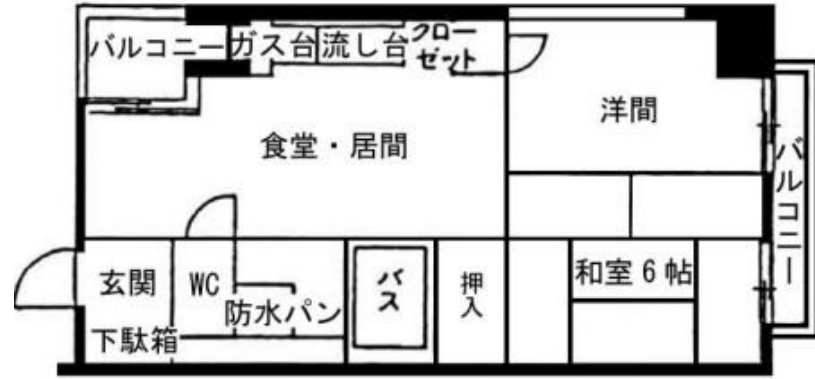 バルコニー
ガス台
流し台
クロー
ゼット
洋間
食堂・居間
バルコニー
玄関
WC
防水パン
バス
押入
和室6帖
下駄箱